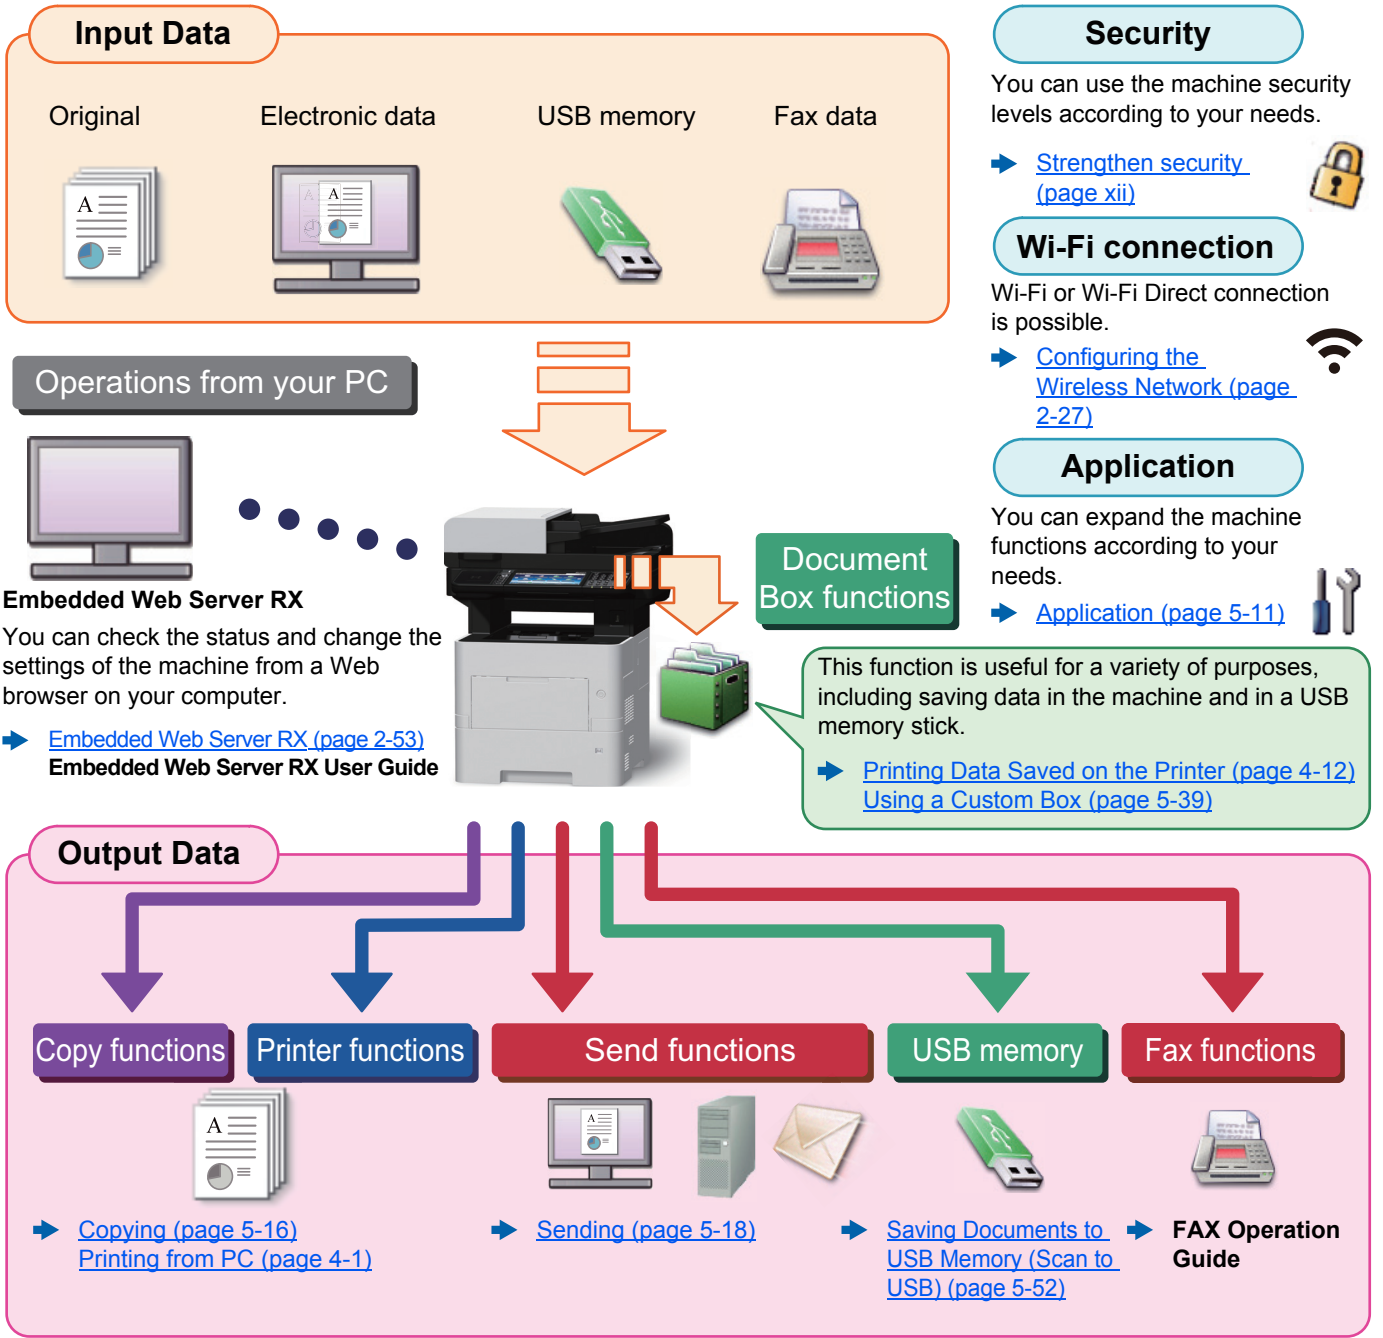 Input Data
Original
Electronic data
USB memory
Fax data
Security
You can use the machine security
levels according to your needs.
Strengthen security
(page xii)
Wi-Fi connection
Wi-Fi or Wi-Fi Direct connection
is possible.
Configuring the
Wireless Network (page
2-27)
Application
You can expand the machine
functions according to your
needs.
Application (page 5-11)
Operations from your PC
Embedded Web Server RX
You can check the status and change the
settings of the machine from a Web
browser on your computer.
Embedded Web Server RX (page 2-53)
Embedded Web Server RX User Guide
Document
Box functions
This function is useful for a variety of purposes,
including saving data in the machine and in a USB
memory stick.
Printing Data Saved on the Printer (page 4-12)
Using a Custom Box (page 5-39)
Output Data
Copy functions
Printer functions
Send functions
USB memory
Fax functions
Copying (page 5-16)
Printing from PC (page 4-1)
Sending (page 5-18)
Saving Documents to
USB Memory (Scan to
USB) (page 5-52)
FAX Operation
Guide